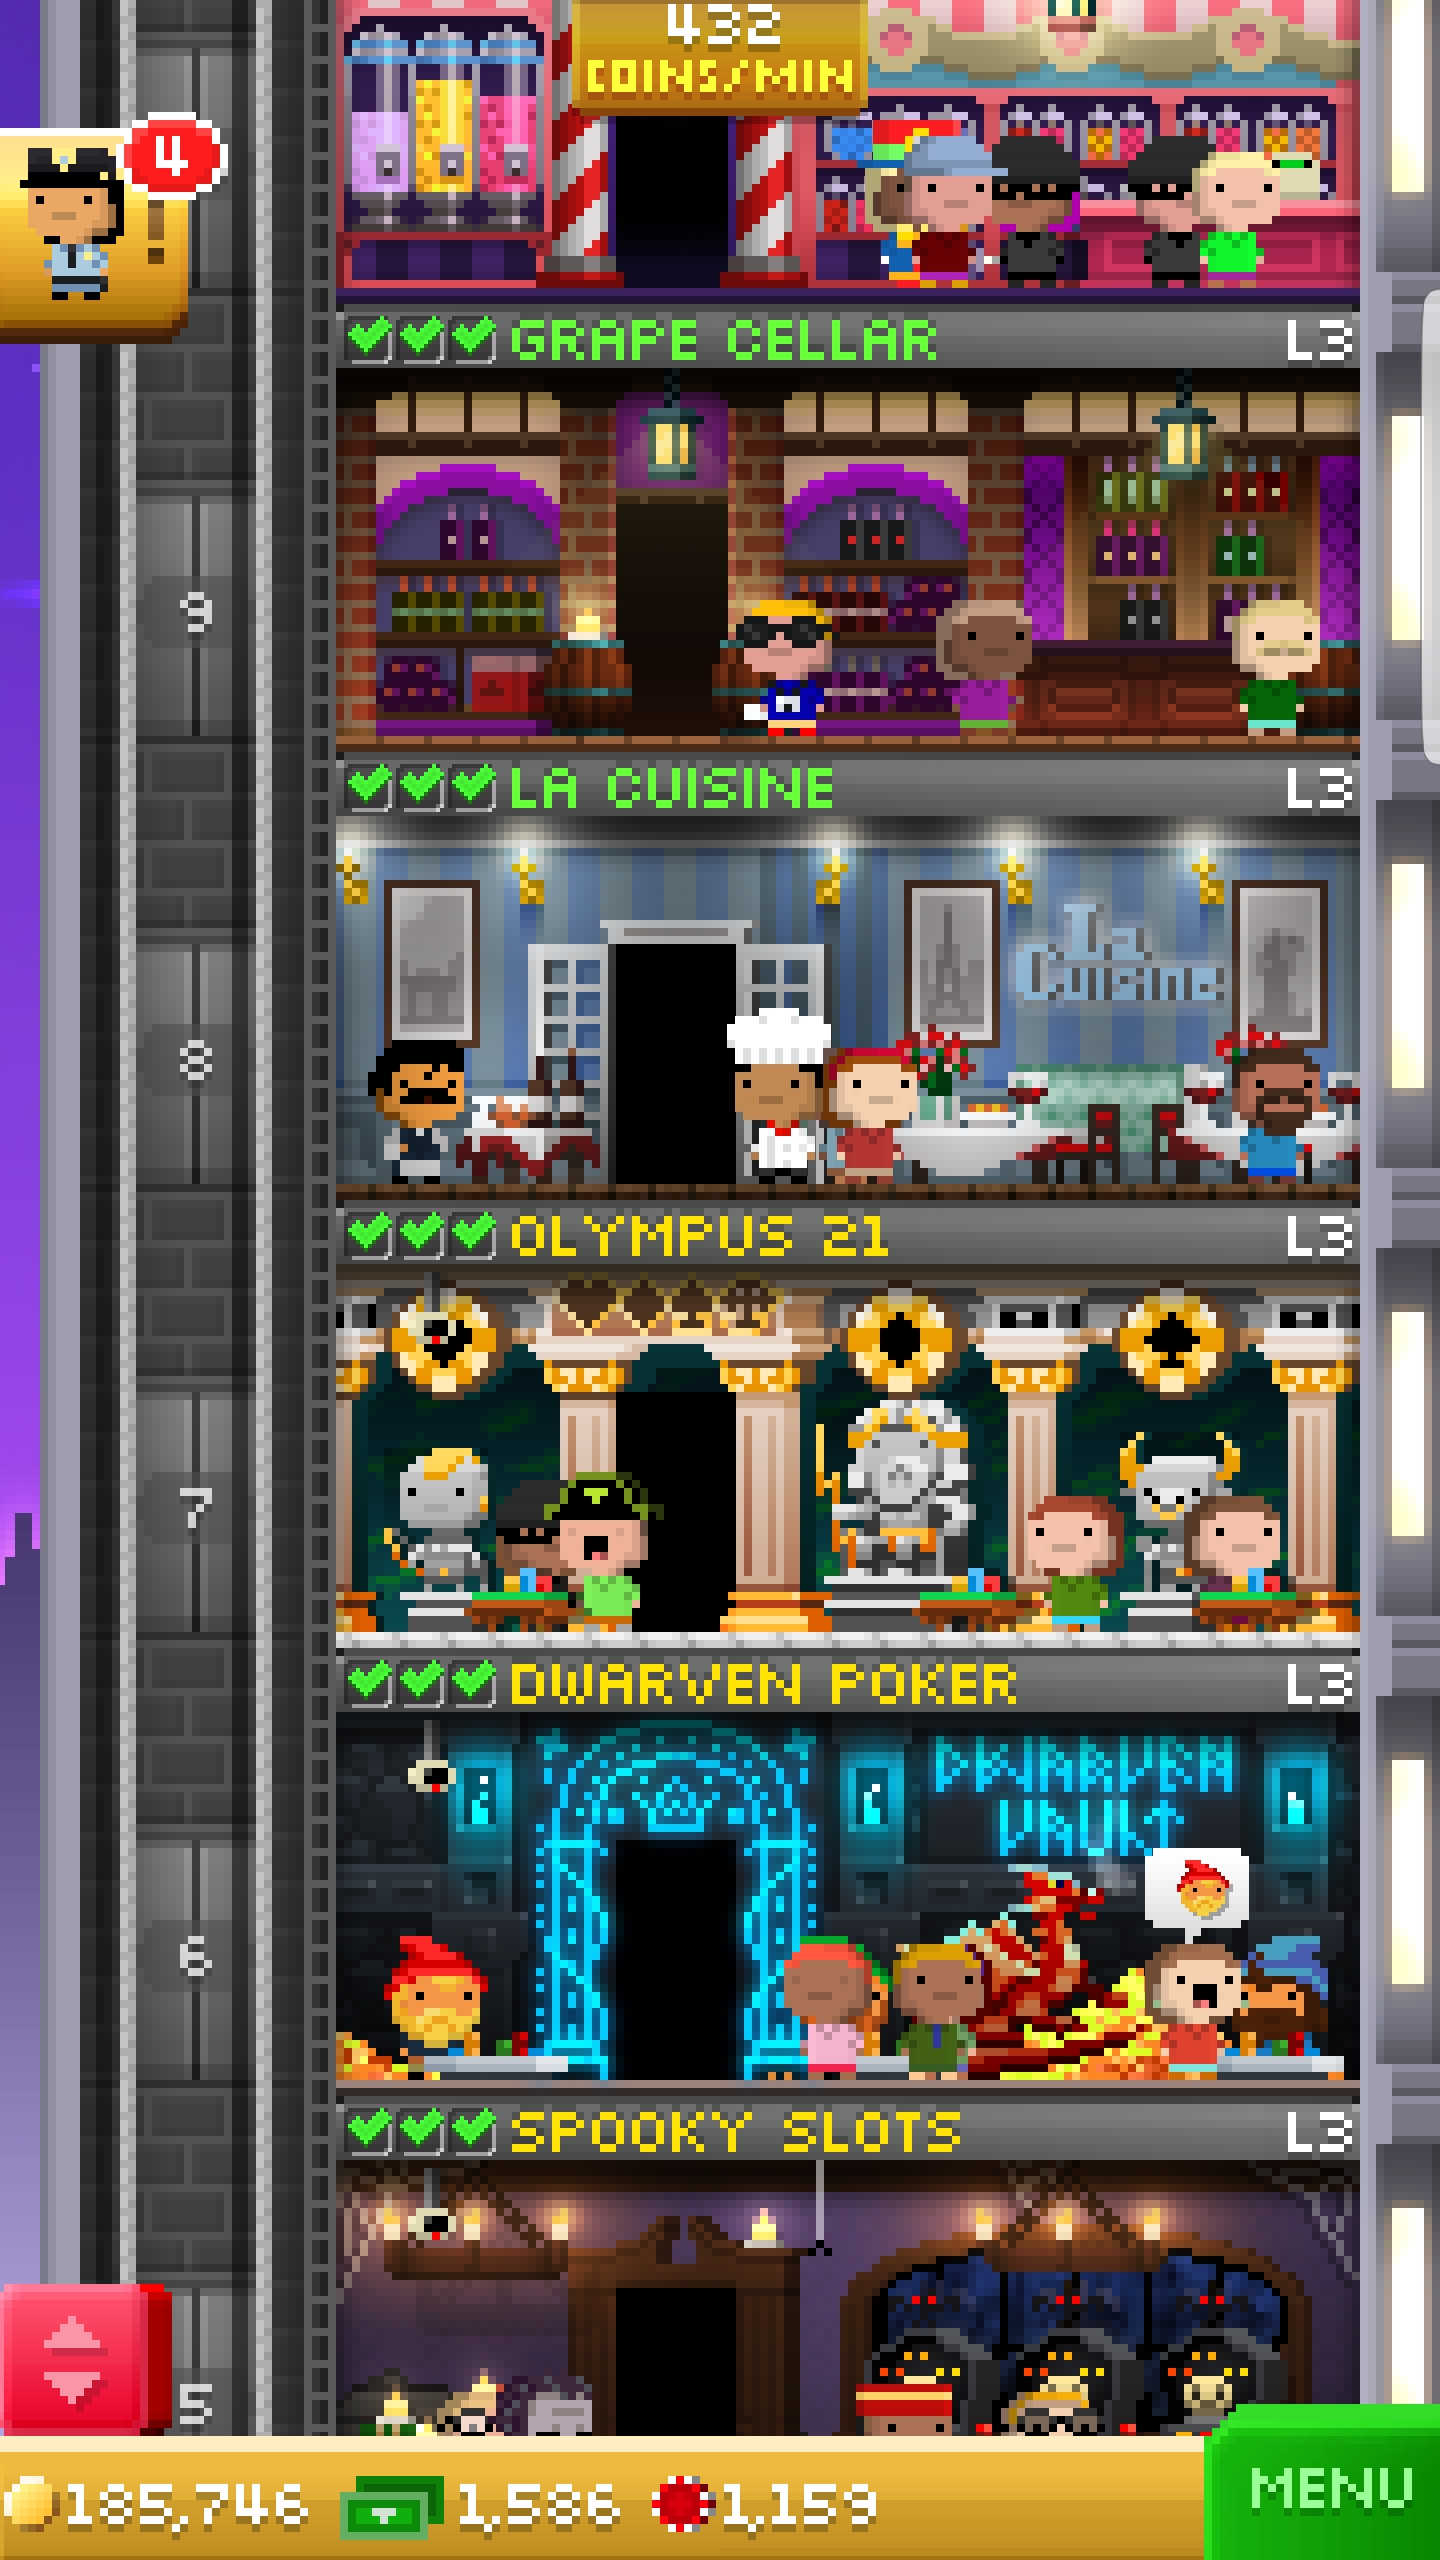 432
COINS/MIN
4
!
GRAPE CELLAR L3
9
LA CUISINE L3
La
Cuisine
8
OLYMPUS 21 L3
7
DWARVEN POKER L3
DWARVEN
VAULT
6
SPOOKY SLOTS L3
5
185,746 1,586 1,159
MENU